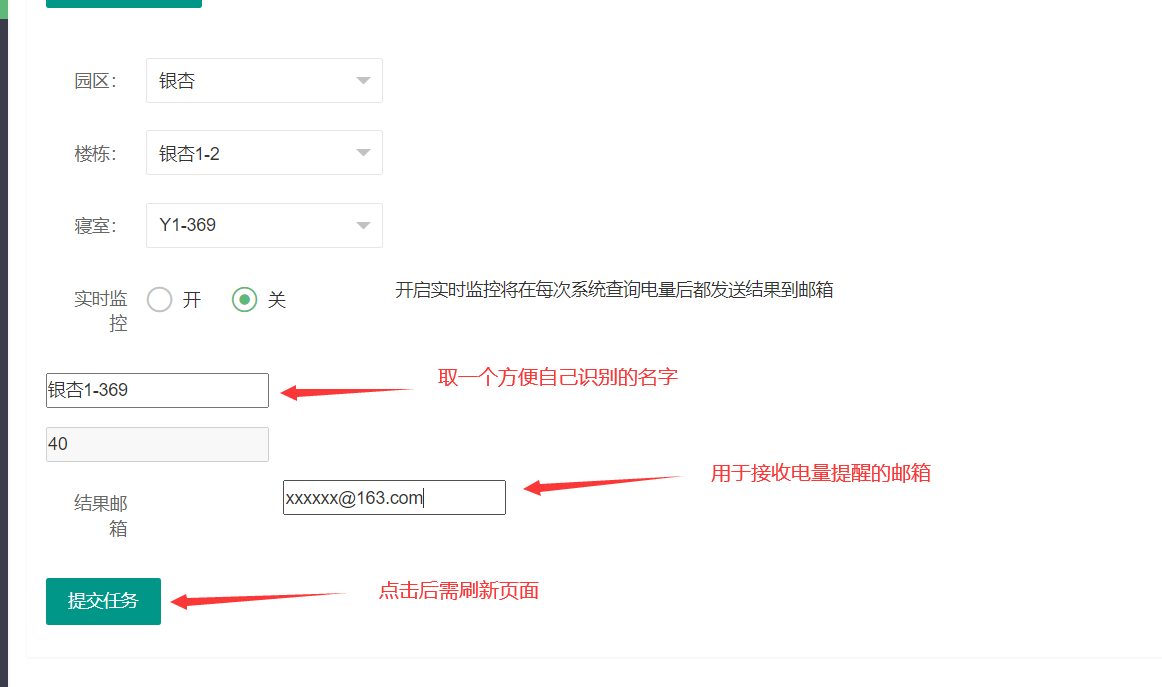 园区：
银杏
楼栋：
银杏1-2
寝室：
Y1-369
实时监
控
开
关
开启实时监控将在每次系统查询电量后都发送结果到邮箱
银杏1-369
取一个方便自己识别的名字
40
结果邮
箱
xxxxxx@163.com
用于接收电量提醒的邮箱
提交任务
点击后需刷新页面